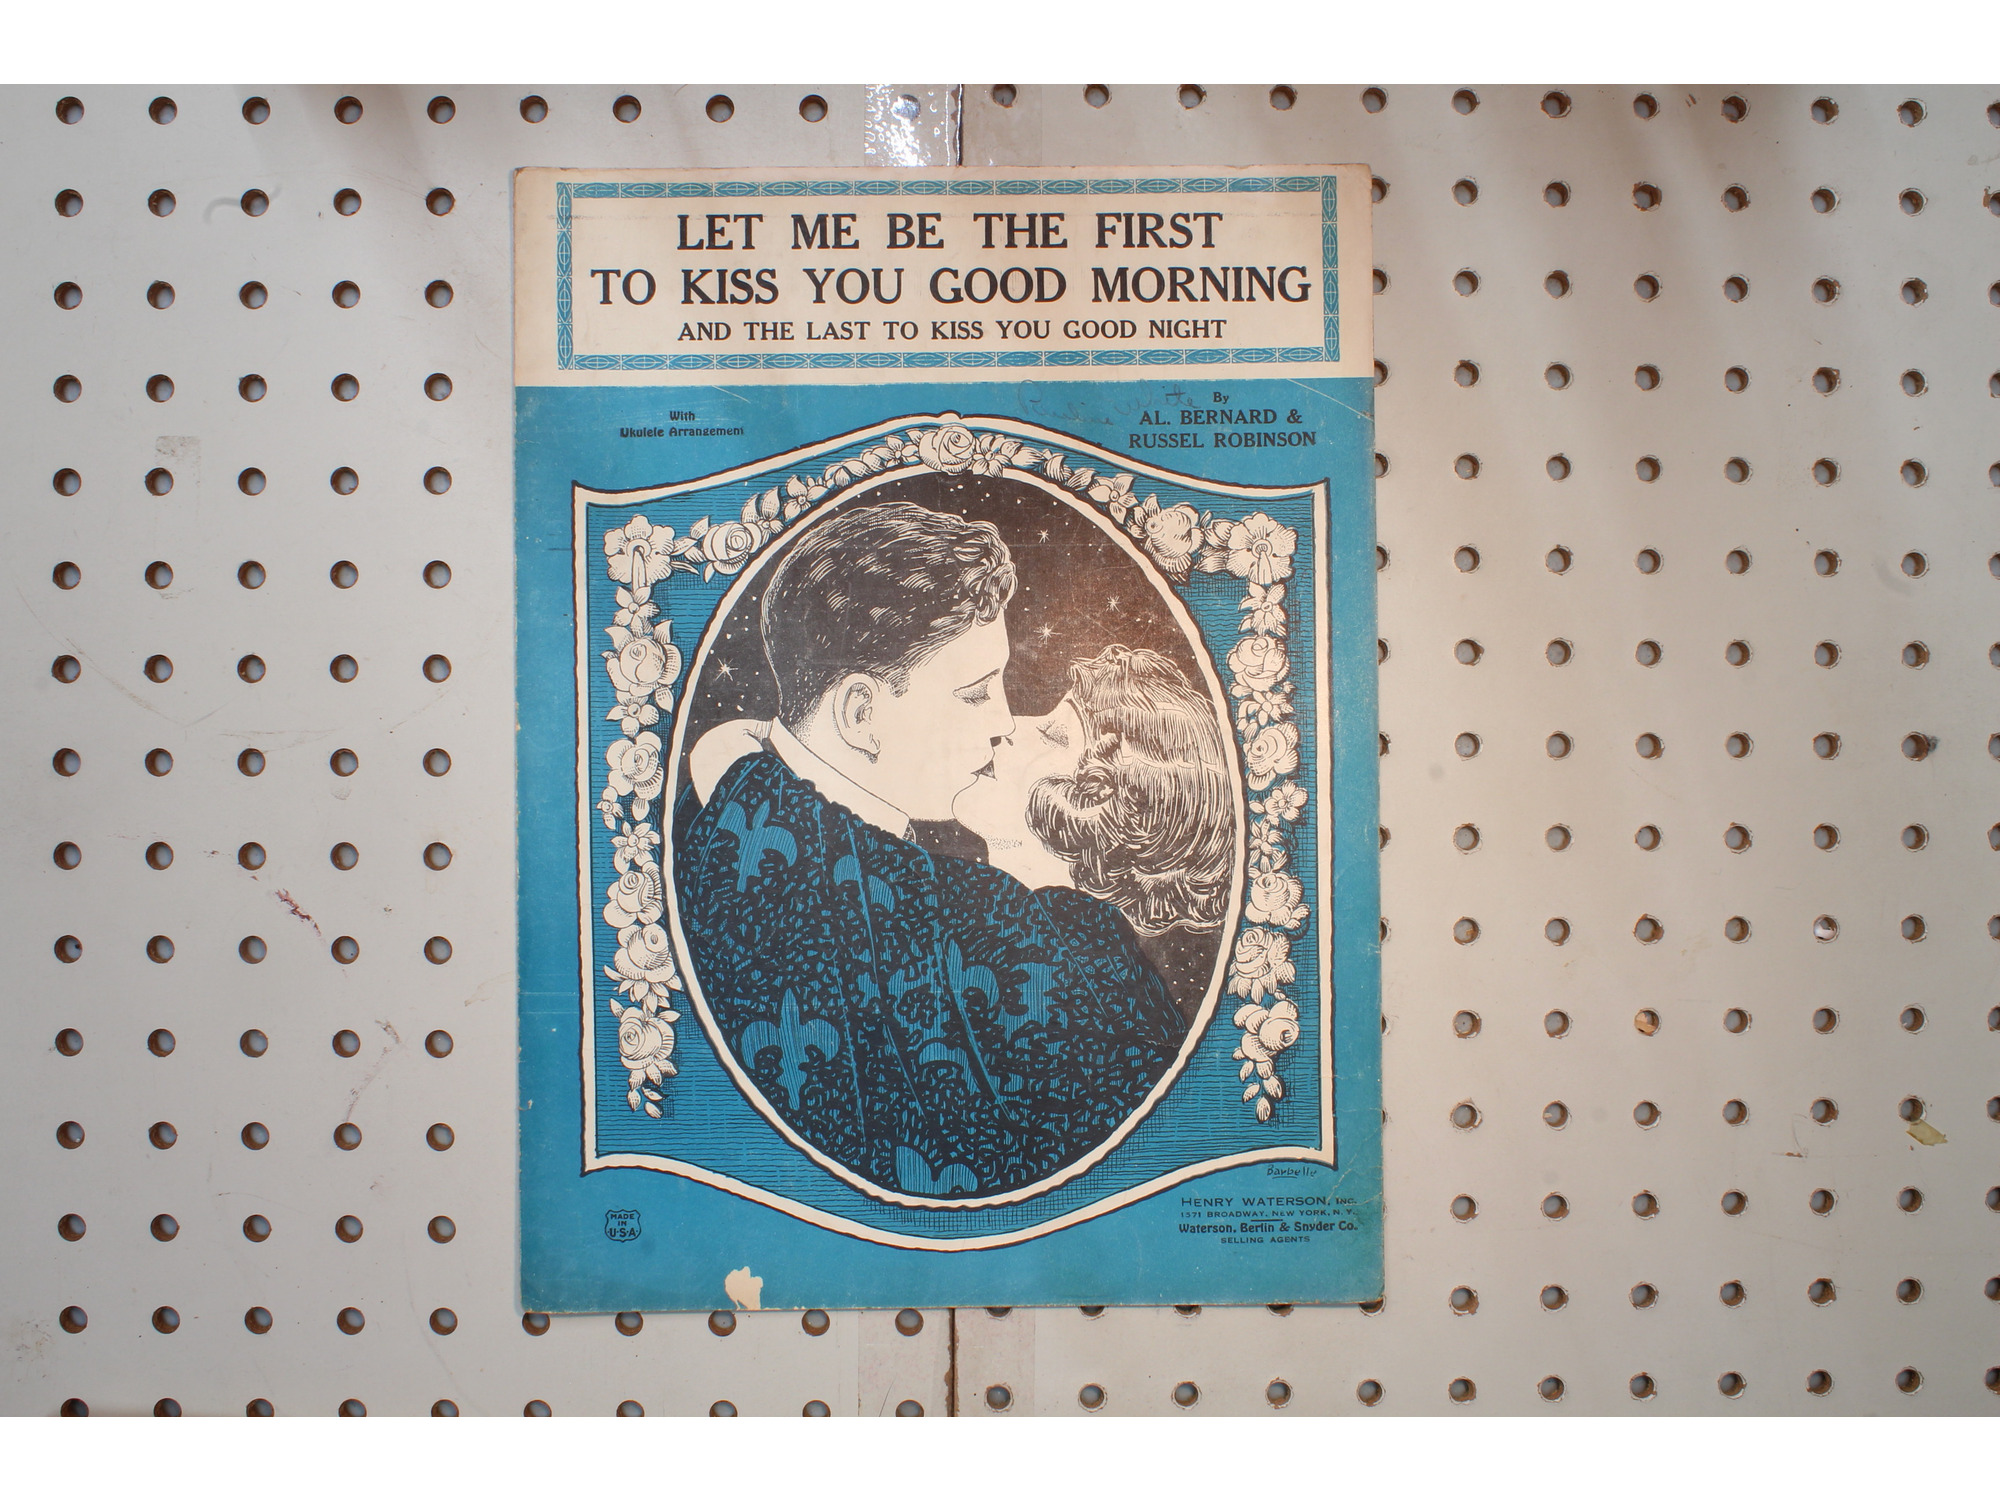 LET ME BE THE FIRST
TO KISS YOU GOOD MORNING
AND THE LAST TO KISS YOU GOOD NIGHT
With
Ukulele Arrangement
By
AL. BERNARD &
RUSSEL ROBINSON
Barbelle
HENRY WATERSON, INC.
1571 BROADWAY, NEW YORK, N. Y.
Waterson, Berlin & Snyder Co.
SELLING AGENTS
MADE
IN
U·S·A